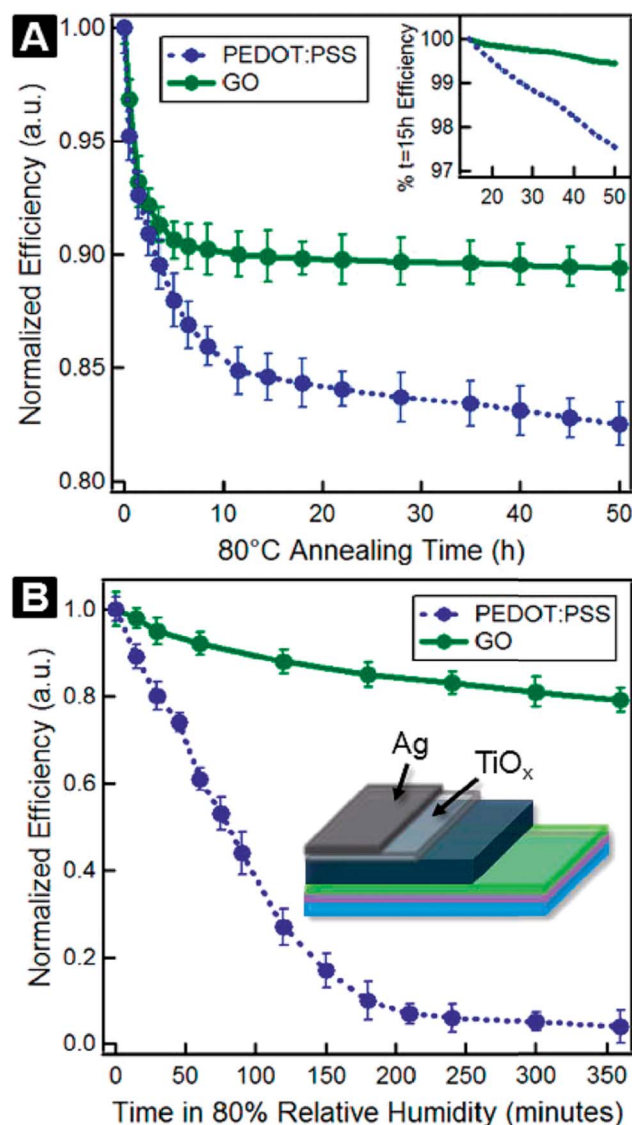 A
1.00
0.95
0.90
0.85
0.80
Normalized Efficiency (a.u.)
PEDOT:PSS
GO
100
99
98
97
% t=15h Efficiency
20 30 40 50
0 10 20 30 40 50
80°C Annealing Time (h)
B
1.0
0.8
0.6
0.4
0.2
0.0
Normalized Efficiency (a.u.)
PEDOT:PSS
GO
Ag
TiOx
0 50 100 150 200 250 300 350
Time in 80% Relative Humidity (minutes)